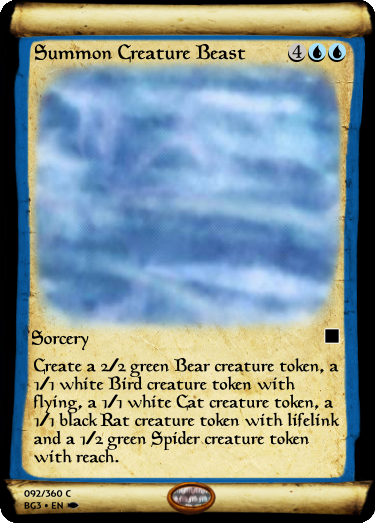 Summon Creature Beast 4
Sorcery
Create a 2/2 green Bear creature token, a
1/1 white Bird creature token with
flying, a 1/1 white Cat creature token, a
1/1 black Rat creature token with lifelink
and a 1/2 green Spider creature token
with reach.
092/360 C
BG3 • EN